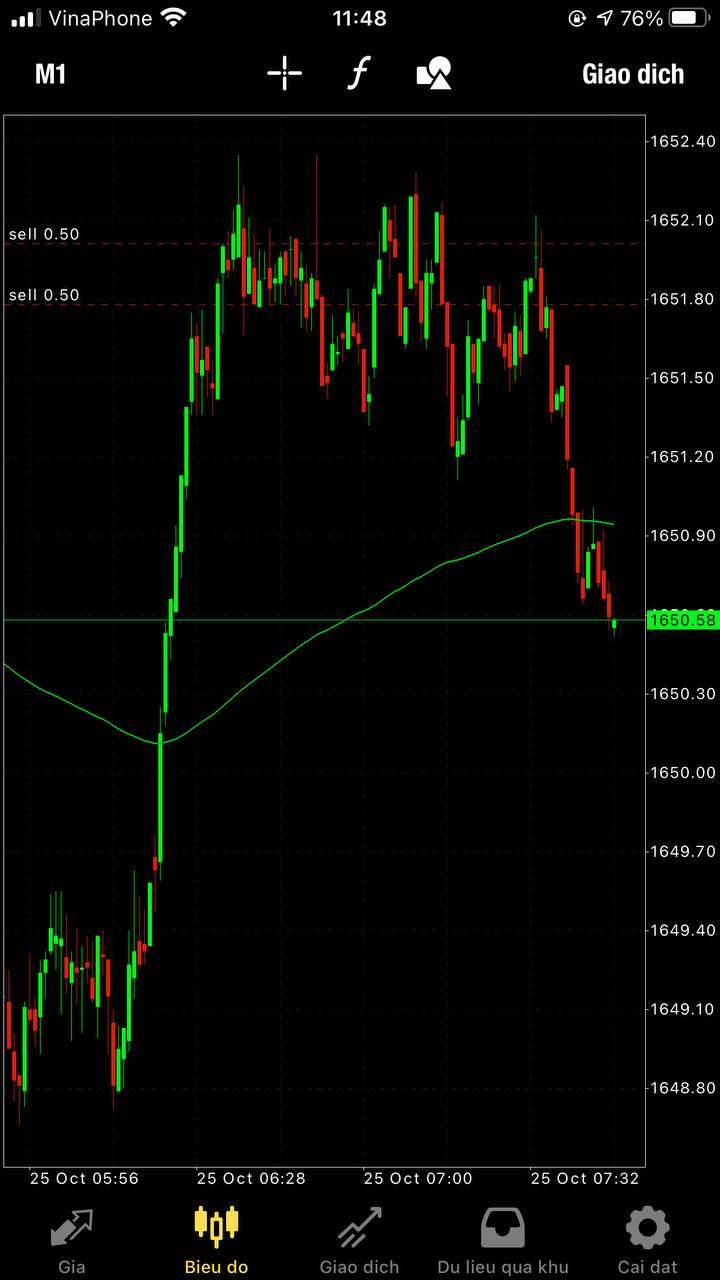 VinaPhone 11:48 76%
M1 f Giao dich
1652.40
sell 0.50
1652.10
sell 0.50
1651.80
1651.50
1651.20
1650.90
1650.58
1650.30
1650.00
1649.70
1649.40
1649.10
1648.80
25 Oct 05:56 25 Oct 06:28 25 Oct 07:00 25 Oct 07:32
Gia Bieu do Giao dich Du lieu qua khu Cai dat